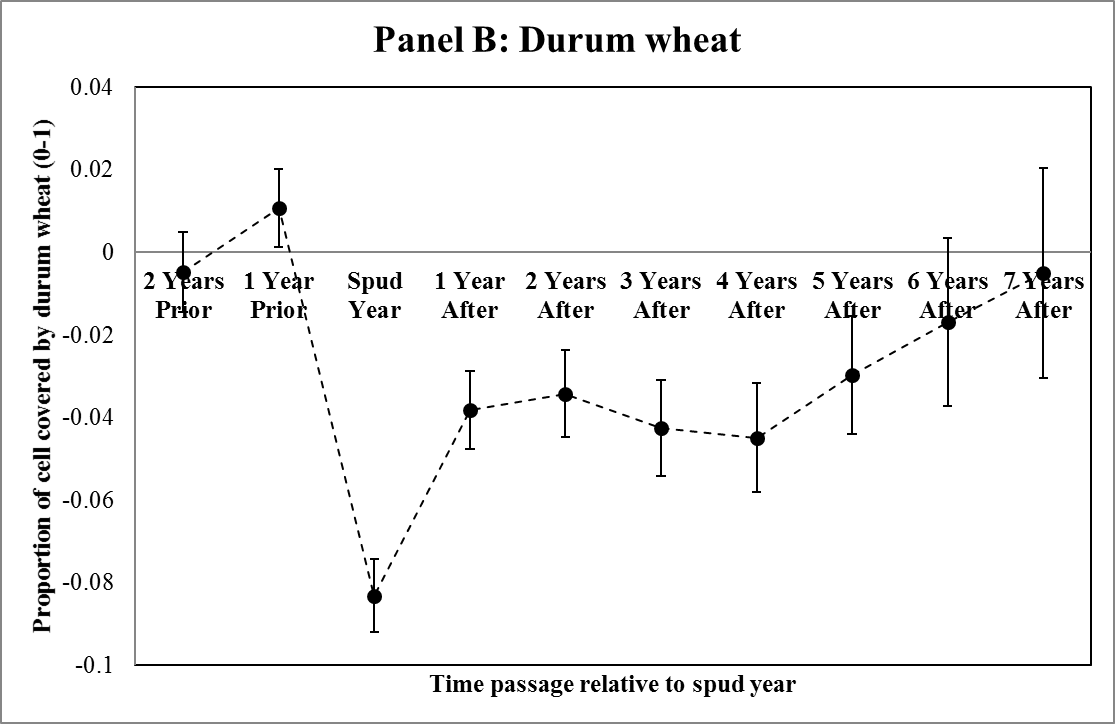 Panel B: Durum wheat
Proportion of cell covered by durum wheat (0-1)
0.04
0.02
0
-0.02
-0.04
-0.06
-0.08
-0.1
2 Years Prior
1 Year Prior
Spud Year
1 Year After
2 Years After
3 Years After
4 Years After
5 Years After
6 Years After
7 Years After
Time passage relative to spud year